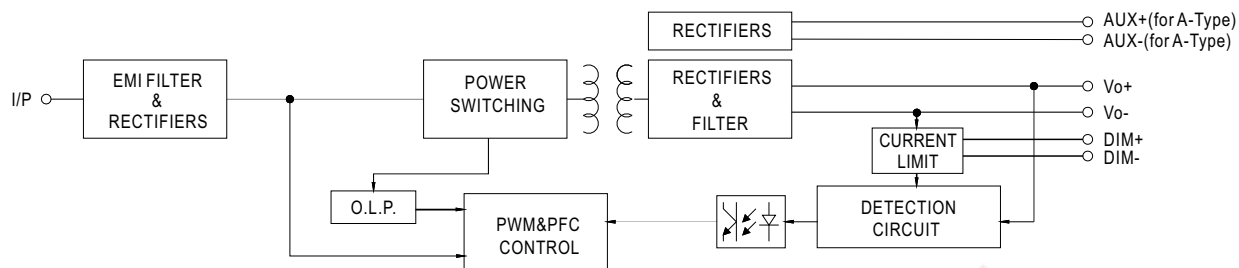 I/P
EMI FILTER
&
RECTIFIERS
POWER
SWITCHING
RECTIFIERS
RECTIFIERS
&
FILTER
AUX+(for A-Type)
AUX-(for A-Type)
Vo+
Vo-
DIM+
DIM-
CURRENT
LIMIT
O.L.P.
PWM&PFC
CONTROL
DETECTION
CIRCUIT